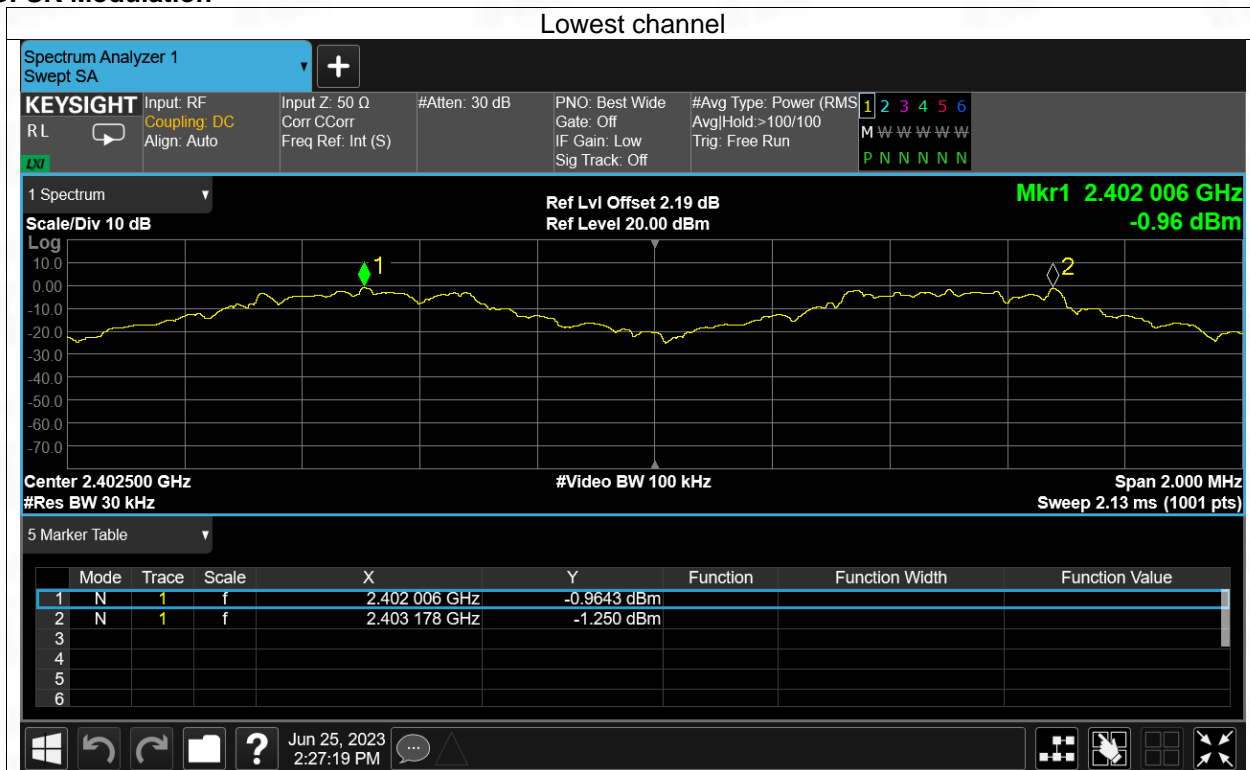 Lowest channel
Spectrum Analyzer 1
Swept SA
KEYSIGHT
RL
LXI
Input: RF
Coupling: DC
Align: Auto
Input Z: 50 Ω
Corr CCorr
Freq Ref: Int (S)
#Atten: 30 dB
PNO: Best Wide
Gate: Off
IF Gain: Low
Sig Track: Off
#Avg Type: Power (RMS
Avg|Hold:>100/100
Trig: Free Run
1 2 3 4 5 6
M W W W W W
P N N N N N
1 Spectrum
Scale/Div 10 dB
Ref Lvl Offset 2.19 dB
Ref Level 20.00 dBm
Mkr1 2.402 006 GHz
-0.96 dBm
Log
10.0
0.00
-10.0
-20.0
-30.0
-40.0
-50.0
-60.0
-70.0
1
2
Center 2.402500 GHz
#Res BW 30 kHz
#Video BW 100 kHz
Span 2.000 MHz
Sweep 2.13 ms (1001 pts)
5 Marker Table
Mode Trace Scale X Y Function Function Width Function Value
1 N 1 f 2.402 006 GHz -0.9643 dBm
2 N 1 f 2.403 178 GHz -1.250 dBm
3
4
5
6
?
Jun 25, 2023
2:27:19 PM